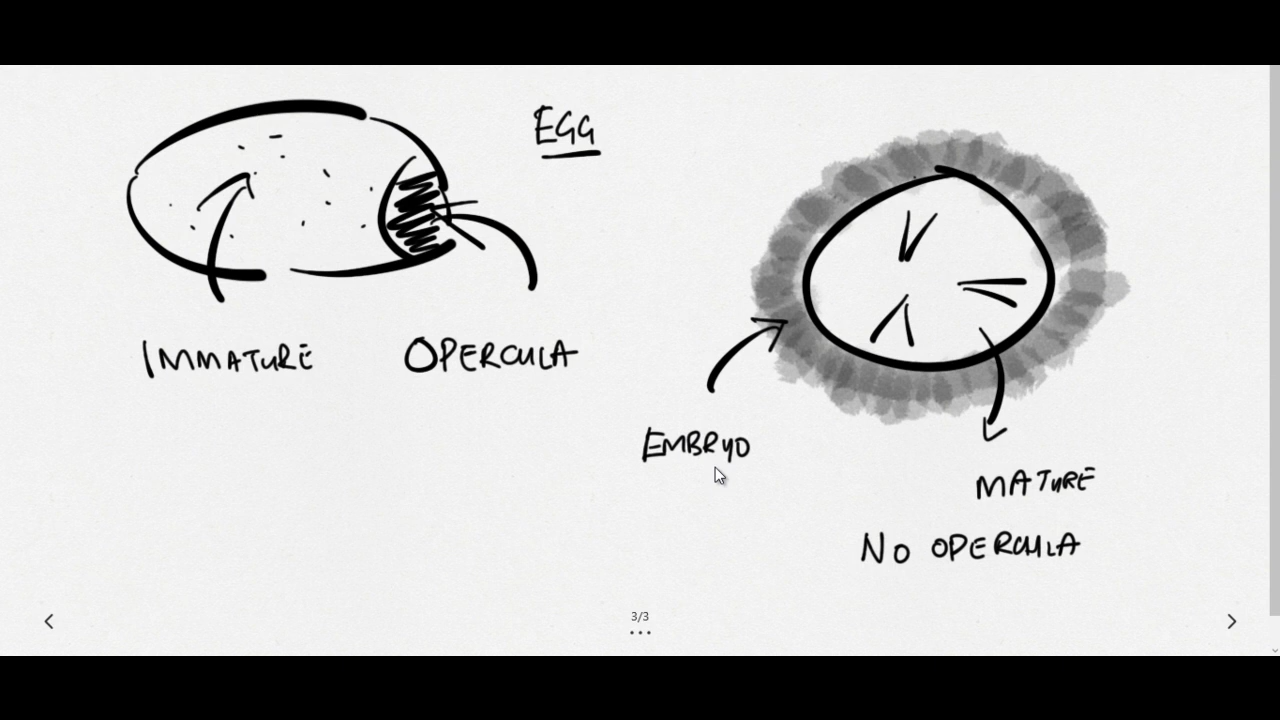 EGG
IMMATURE
OPERCULA
EMBRYO
MATURE
NO OPERCULA
3/3